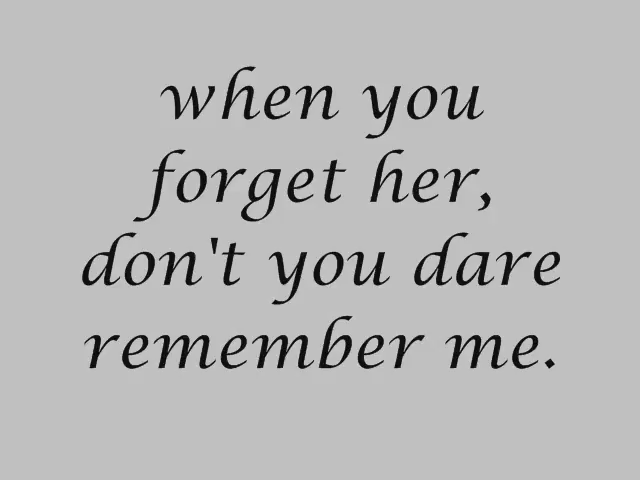 when you
forget her,
don't you dare
remember me.